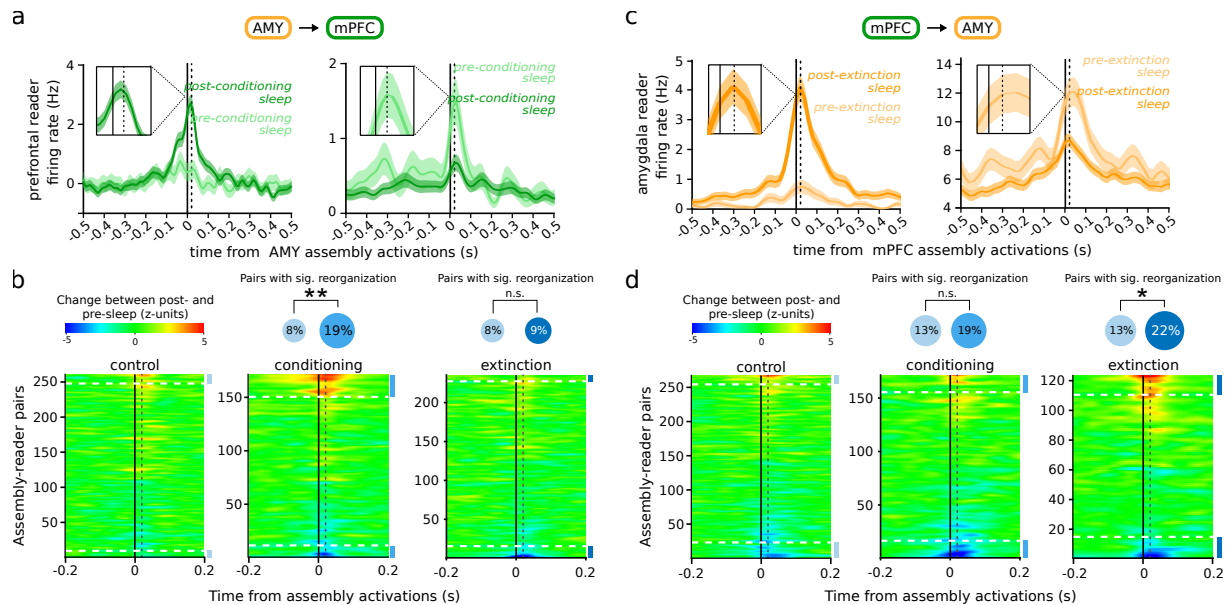 a
AMY
mPFC
prefrontal reader
firing rate (Hz)
4
3
2
1
0
post-conditioning
sleep
pre-conditioning
sleep
-0.5
-0.4
-0.3
-0.2
-0.1
0
0.1
0.2
0.3
0.4
0.5
2
1
0
pre-conditioning
sleep
post-conditioning
sleep
-0.5
-0.4
-0.3
-0.2
-0.1
0
0.1
0.2
0.3
0.4
0.5
time from AMY assembly activations (s)
c
mPFC
AMY
amygdala reader
firing rate (Hz)
5
4
3
2
1
0
post-extinction
sleep
pre-extinction
sleep
-0.5
-0.4
-0.3
-0.2
-0.1
0
0.1
0.2
0.3
0.4
0.5
14
12
10
8
6
4
pre-extinction
sleep
post-extinction
sleep
-0.5
-0.4
-0.3
-0.2
-0.1
0
0.1
0.2
0.3
0.4
0.5
time from mPFC assembly activations (s)
b
Change between post- and
pre-sleep (z-units)
-5
0
5
Pairs with sig. reorganization
**
8%
19%
Pairs with sig. reorganization
n.s.
8%
9%
control
conditioning
extinction
Assembly-reader pairs
250
200
150
100
50
-0.2
0
0.2
150
100
50
-0.2
0
0.2
200
150
100
50
-0.2
0
0.2
Time from assembly activations (s)
d
Change between post- and
pre-sleep (z-units)
-5
0
5
Pairs with sig. reorganization
n.s.
13%
19%
Pairs with sig. reorganization
*
13%
22%
control
conditioning
extinction
Assembly-reader pairs
250
200
150
100
50
-0.2
0
0.2
150
100
50
-0.2
0
0.2
120
100
80
60
40
20
-0.2
0
0.2
Time from assembly activations (s)